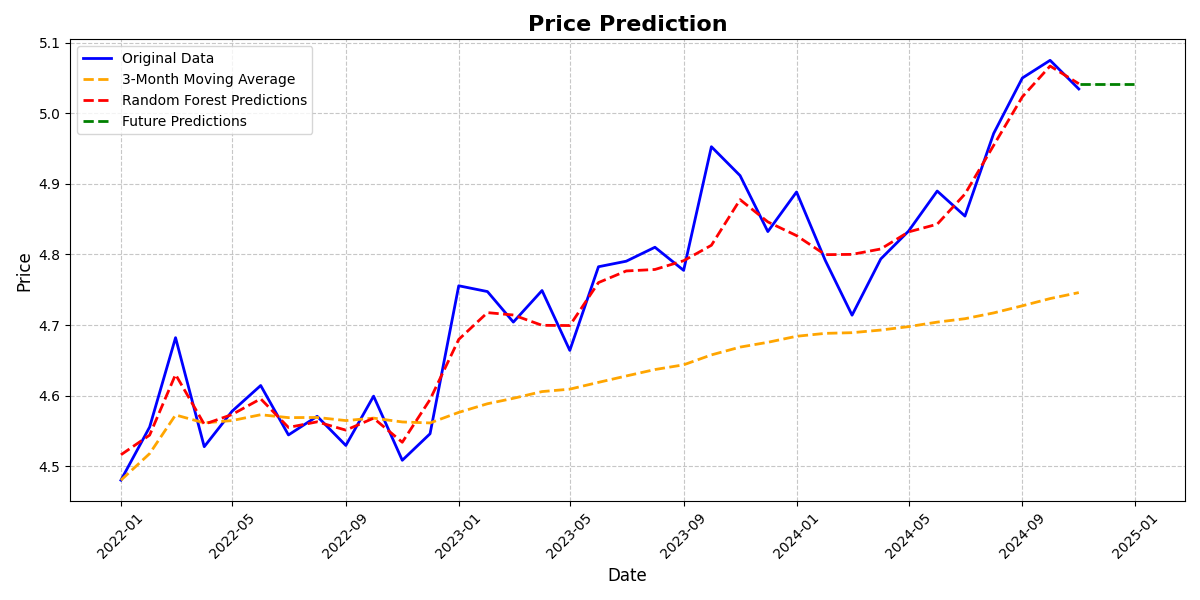 Price Prediction
Original Data
3-Month Moving Average
Random Forest Predictions
Future Predictions
5.1
5.0
4.9
4.8
4.7
4.6
4.5
Price
2022-01
2022-05
2022-09
2023-01
2023-05
2023-09
2024-01
2024-05
2024-09
2025-01
Date